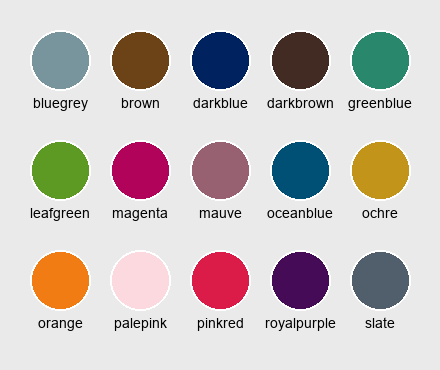 bluegrey brown darkblue darkbrown greenblue
leafgreen magenta mauve oceanblue ochre
orange palepink pinkred royalpurple slate